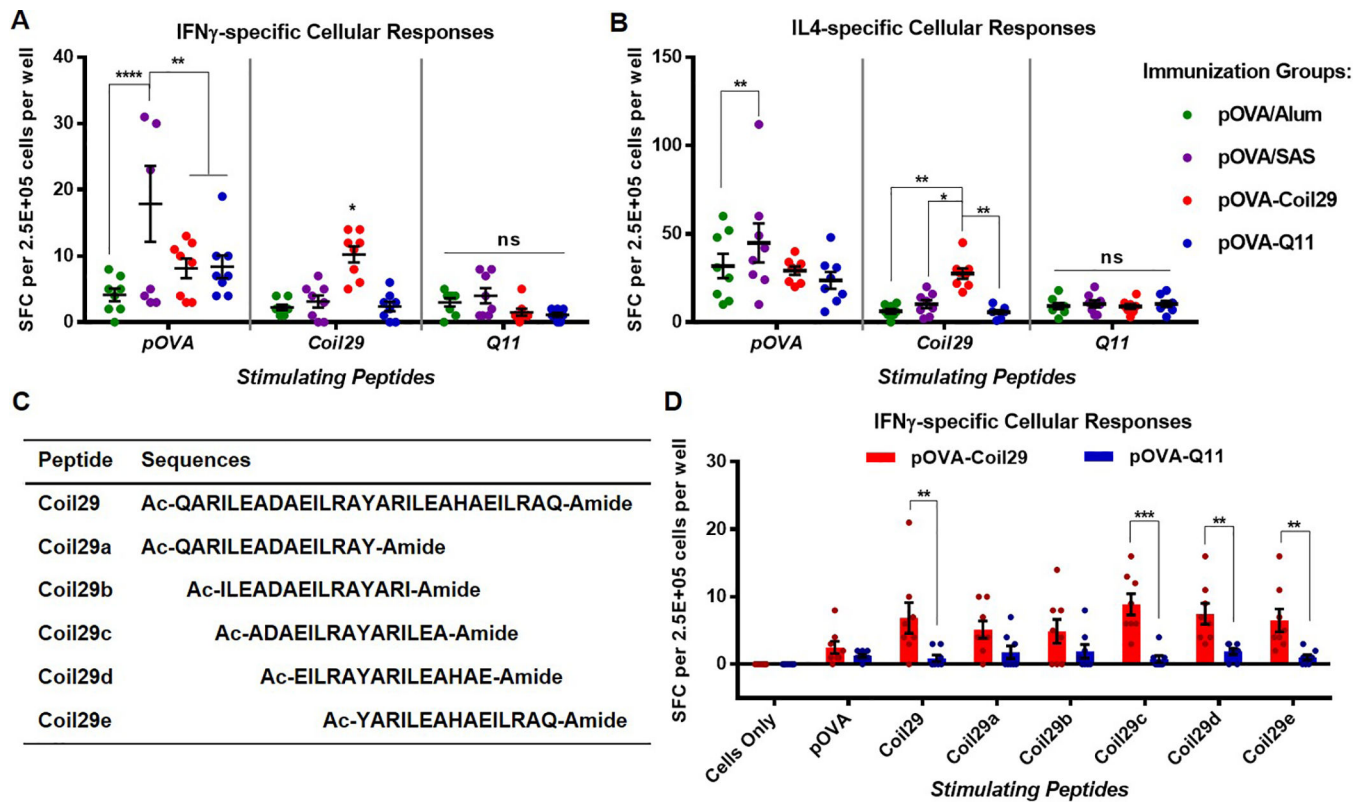 A
IFNγ-specific Cellular Responses
SFC per 2.5E+05 cells per well
40
30
20
10
0
****
**
*
ns
pOVA
Coil29
Q11
Stimulating Peptides
B
IL4-specific Cellular Responses
SFC per 2.5E+05 cells per well
150
100
50
0
**
**
*
**
ns
pOVA
Coil29
Q11
Stimulating Peptides
Immunization Groups:
pOVA/Alum
pOVA/SAS
pOVA-Coil29
pOVA-Q11
C
Peptide Sequences
Coil29 Ac-QARILEADAEILRAYARILEAHAEILRAQ-Amide
Coil29a Ac-QARILEADAEILRAY-Amide
Coil29b Ac-ILEADAEILRAYARI-Amide
Coil29c Ac-ADAEILRAYARILEA-Amide
Coil29d Ac-EILRAYARILEAHAE-Amide
Coil29e Ac-YARILEAHAEILRAQ-Amide
D
IFNγ-specific Cellular Responses
pOVA-Coil29 pOVA-Q11
SFC per 2.5E+05 cells per well
30
20
10
0
**
***
**
**
Cells Only
pOVA
Coil29
Coil29a
Coil29b
Coil29c
Coil29d
Coil29e
Stimulating Peptides